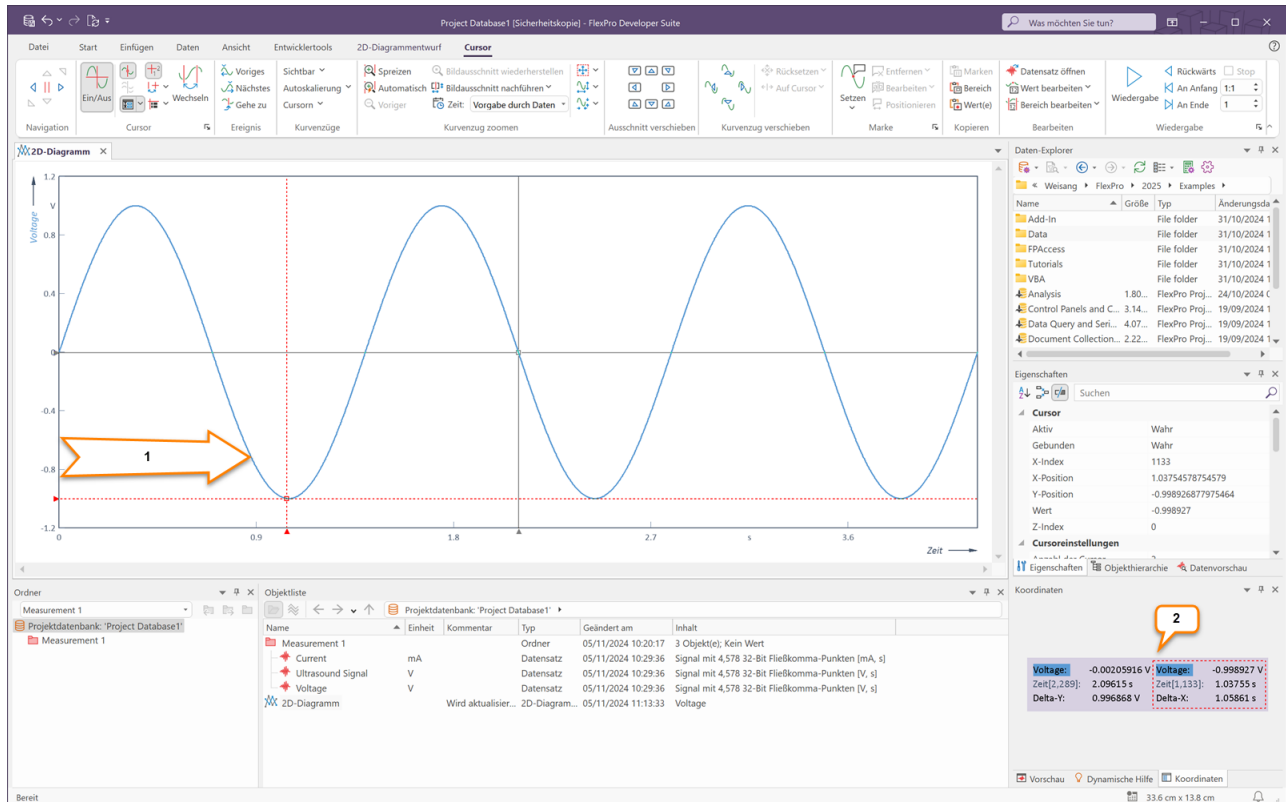 Project Database1 [Sicherheitskopie] - FlexPro Developer Suite
Was möchten Sie tun?
Datei Start Einfügen Daten Ansicht Entwicklertools 2D-Diagrammentwurf Cursor
Ein/Aus Wechseln
Voriges
Nächstes
Gehe zu
Sichtbar
Autoskalierung
Cursorn
Spreizen Bildausschnitt wiederherstellen
Automatisch Bildausschnitt nachführen
Voriger Zeit: Vorgabe durch Daten
Rücksetzen
Auf Cursor
Setzen
Entfernen
Bearbeiten
Positionieren
Marken
Bereich
Wert(e)
Datensatz öffnen
Wert bearbeiten
Bereich bearbeiten
Wiedergabe
Rückwärts Stop
An Anfang 1:1
An Ende 1
Navigation Cursor Ereignis Kurvenzüge Kurvenzug zoomen Ausschnitt verschieben Kurvenzug verschieben Marke Kopieren Bearbeiten Wiedergabe
2D-Diagramm
1.2
V
Voltage
0.8
0.4
0
-0.4
1
-0.8
-1.2
0 0.9 1.8 2.7 s 3.6
Zeit
Daten-Explorer
« Weisang FlexPro 2025 Examples
Name Größe Typ Änderungsda
Add-In File folder 31/10/2024 1
Data File folder 31/10/2024 1
FPAccess File folder 31/10/2024 1
Tutorials File folder 31/10/2024 1
VBA File folder 31/10/2024 1
Analysis 1.80... FlexPro Proj... 24/10/2024 0
Control Panels and C... 3.14... FlexPro Proj... 19/09/2024 1
Data Query and Seri... 4.07... FlexPro Proj... 19/09/2024 1
Document Collection... 2.22... FlexPro Proj... 19/09/2024 1
Eigenschaften
Suchen
Cursor
Aktiv Wahr
Gebunden Wahr
X-Index 1133
X-Position 1.03754578754579
Y-Position -0.998926877975464
Wert -0.998927
Z-Index 0
Cursoreinstellungen
Eigenschaften Objekthierarchie Datenvorschau
Ordner
Measurement 1
Projektdatenbank: 'Project Database1'
Measurement 1
Objektliste
Projektdatenbank: 'Project Database1'
Name Einheit Kommentar Typ Geändert am Inhalt
Measurement 1 Ordner 05/11/2024 10:20:17 3 Objekt(e); Kein Wert
Current mA Datensatz 05/11/2024 10:29:36 Signal mit 4,578 32-Bit Fließkomma-Punkten [mA, s]
Ultrasound Signal V Datensatz 05/11/2024 10:29:36 Signal mit 4,578 32-Bit Fließkomma-Punkten [V, s]
Voltage V Datensatz 05/11/2024 10:29:36 Signal mit 4,578 32-Bit Fließkomma-Punkten [V, s]
2D-Diagramm Wird aktualisier... 2D-Diagram... 05/11/2024 11:13:33 Voltage
Koordinaten
2
Voltage: -0.00205916 V Voltage: -0.998927 V
Zeit[2,289]: 2.09615 s Zeit[1,133]: 1.03755 s
Delta-Y: 0.996868 V Delta-X: 1.05861 s
Vorschau Dynamische Hilfe Koordinaten
Bereit
33.6 cm x 13.8 cm